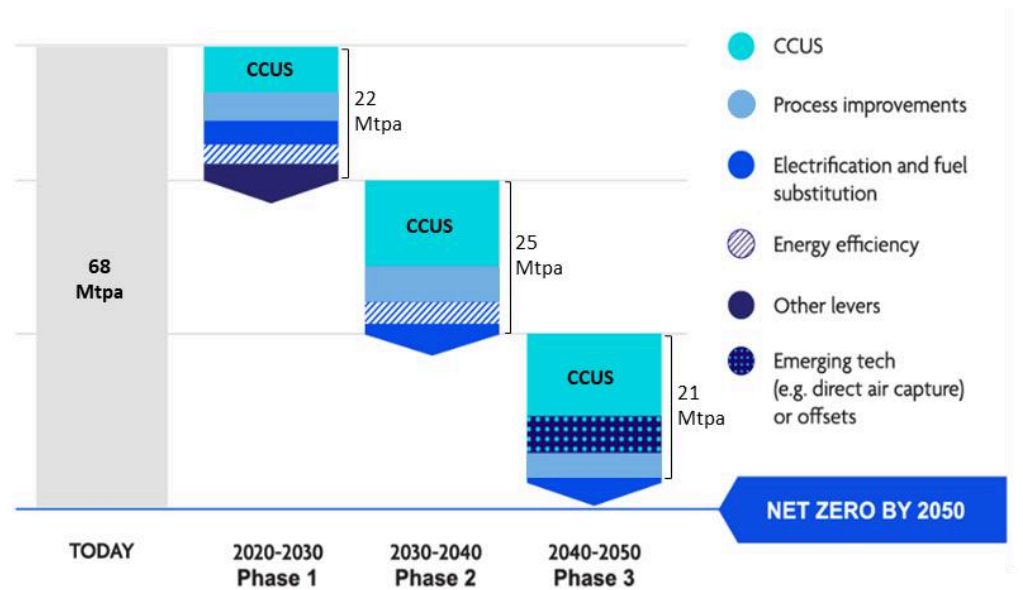 CCUS
22
Mtpa
CCUS
25
Mtpa
68
Mtpa
CCUS
21
Mtpa
CCUS
Process improvements
Electrification and fuel
substitution
Energy efficiency
Other levers
Emerging tech
(e.g. direct air capture)
or offsets
NET ZERO BY 2050
TODAY
2020-2030
Phase 1
2030-2040
Phase 2
2040-2050
Phase 3